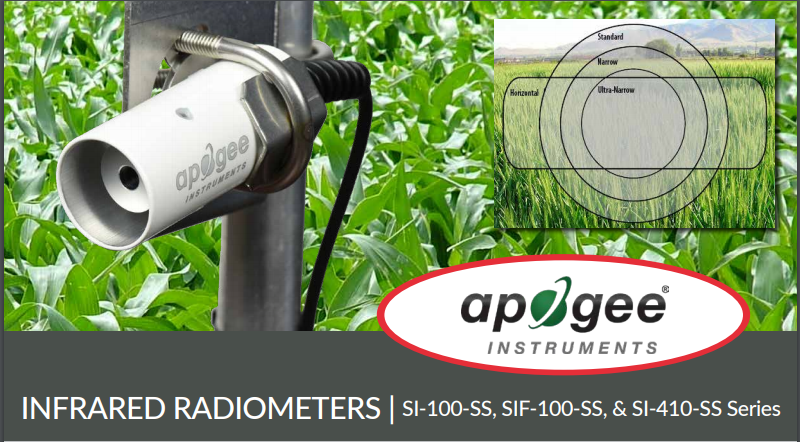 apogee
INSTRUMENTS
Standard
Narrow
Horizontal
Ultra-Narrow
apogee®
INSTRUMENTS
INFRARED RADIOMETERS | SI-100-SS, SIF-100-SS, & SI-410-SS Series